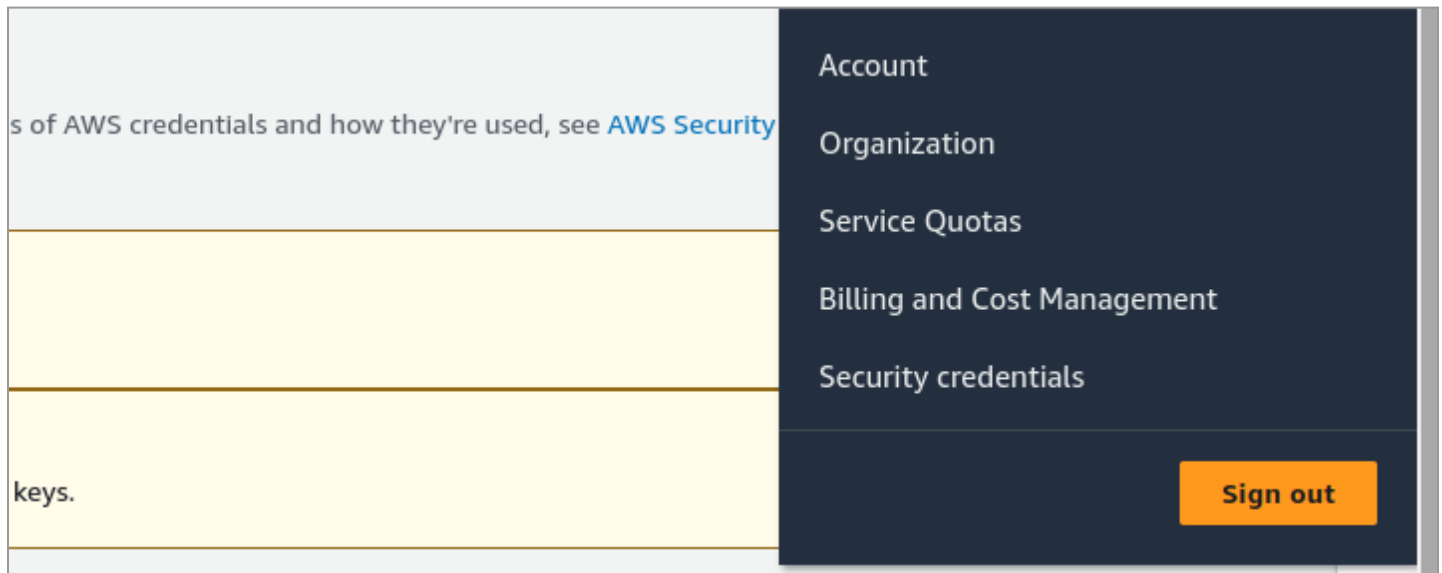 Account
s of AWS credentials and how they're used, see AWS Security
Organization
Service Quotas
Billing and Cost Management
Security credentials
keys.
Sign out